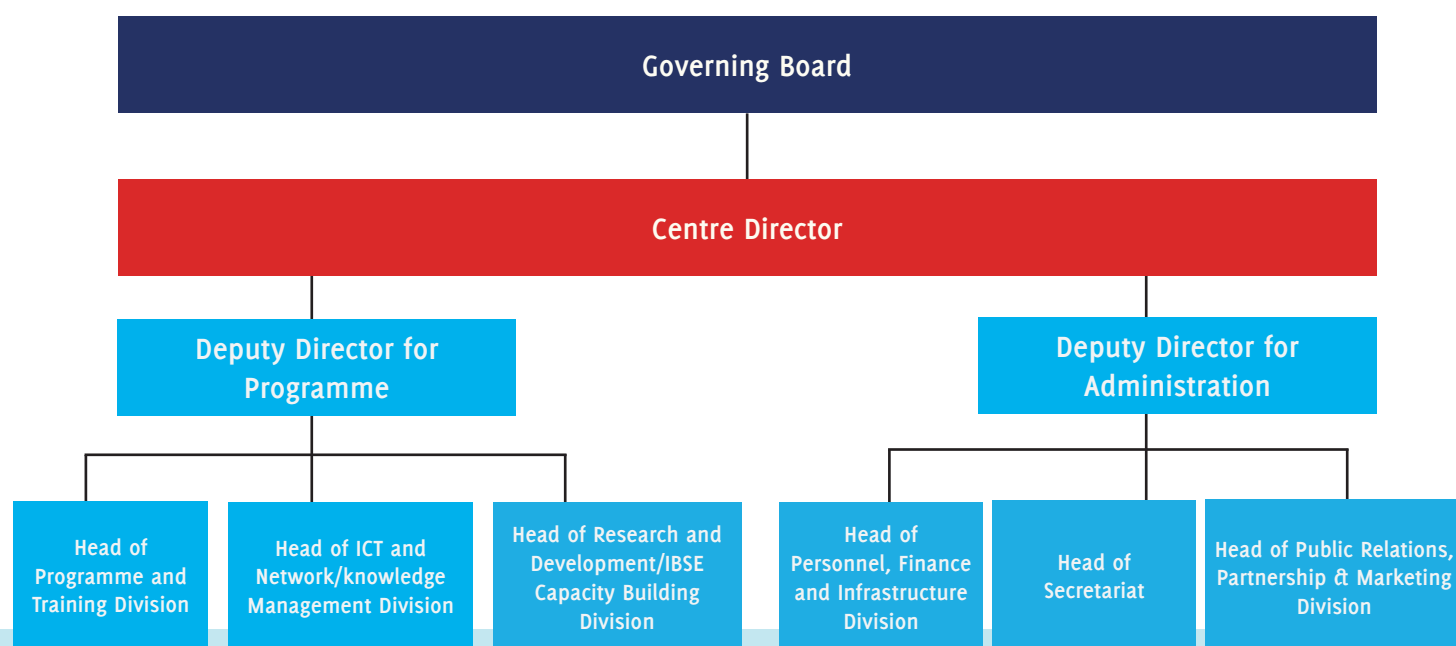 Governing Board
Centre Director
Deputy Director for
Programme
Deputy Director for
Administration
Head of
Programme and
Training Division
Head of ICT and
Network/knowledge
Management Division
Head of Research and
Development/IBSE
Capacity Building
Division
Head of
Personnel, Finance
and Infrastructure
Division
Head of
Secretariat
Head of Public Relations,
Partnership & Marketing
Division